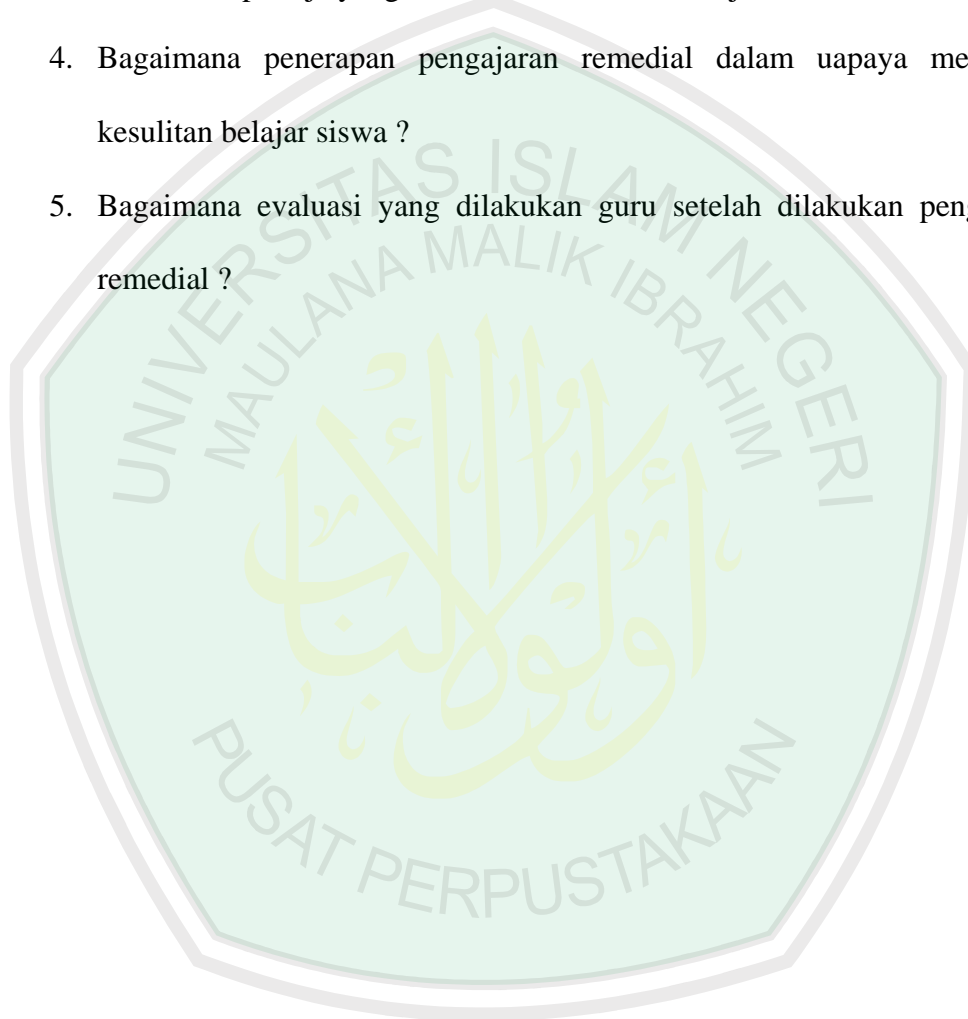 4. Bagaimana penerapan pengajaran remedial dalam uapaya me
kesulitan belajar siswa ?
5. Bagaimana evaluasi yang dilakukan guru setelah dilakukan peng
remedial ?
UNIVERSITAS ISLAM NEGERI
MAULANA MALIK IBRAHIM
PUSAT PERPUSTAKAAN